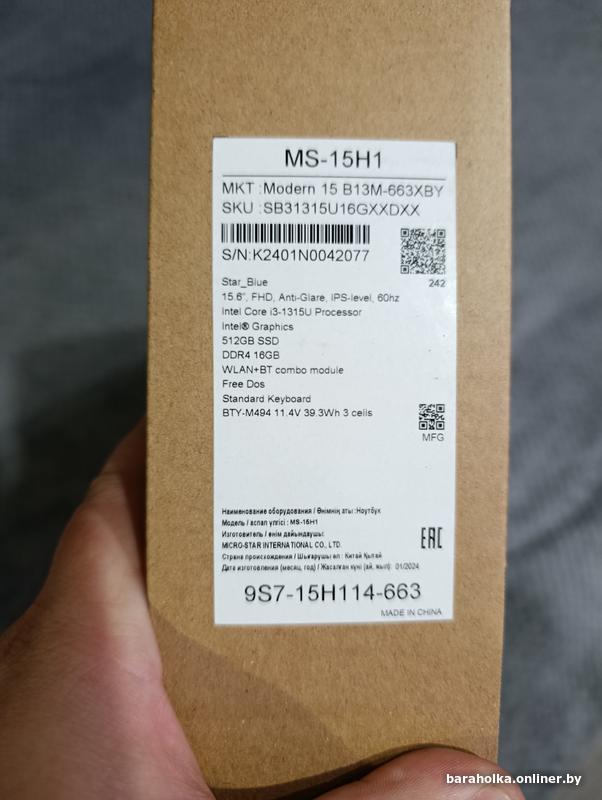 MS-15H1
MKT :Modern 15 B13M-663XBY
SKU :SB31315U16GXXDXX
S/N:K2401N0042077
242
Star_Blue
15.6", FHD, Anti-Glare, IPS-level, 60hz
Intel Core i3-1315U Processor
Intel® Graphics
512GB SSD
DDR4 16GB
WLAN+BT combo module
Free Dos
Standard Keyboard
BTY-M494 11.4V 39.3Wh 3 cells
MFG
Наименование оборудования / Өнімнің аты :Ноутбук
Модель / аспап үлгісі : MS-15H1
Изготовитель / өнім дайындаушы:
MICRO-STAR INTERNATIONAL CO., LTD.
Страна происхождения / Шығарушы ел : Китай Қытай
Дата изготовления (месяц, год) / Жасалған күні (ай, жыл): 01/2024
EAC
9S7-15H114-663
MADE IN CHINA
baraholka.onliner.by